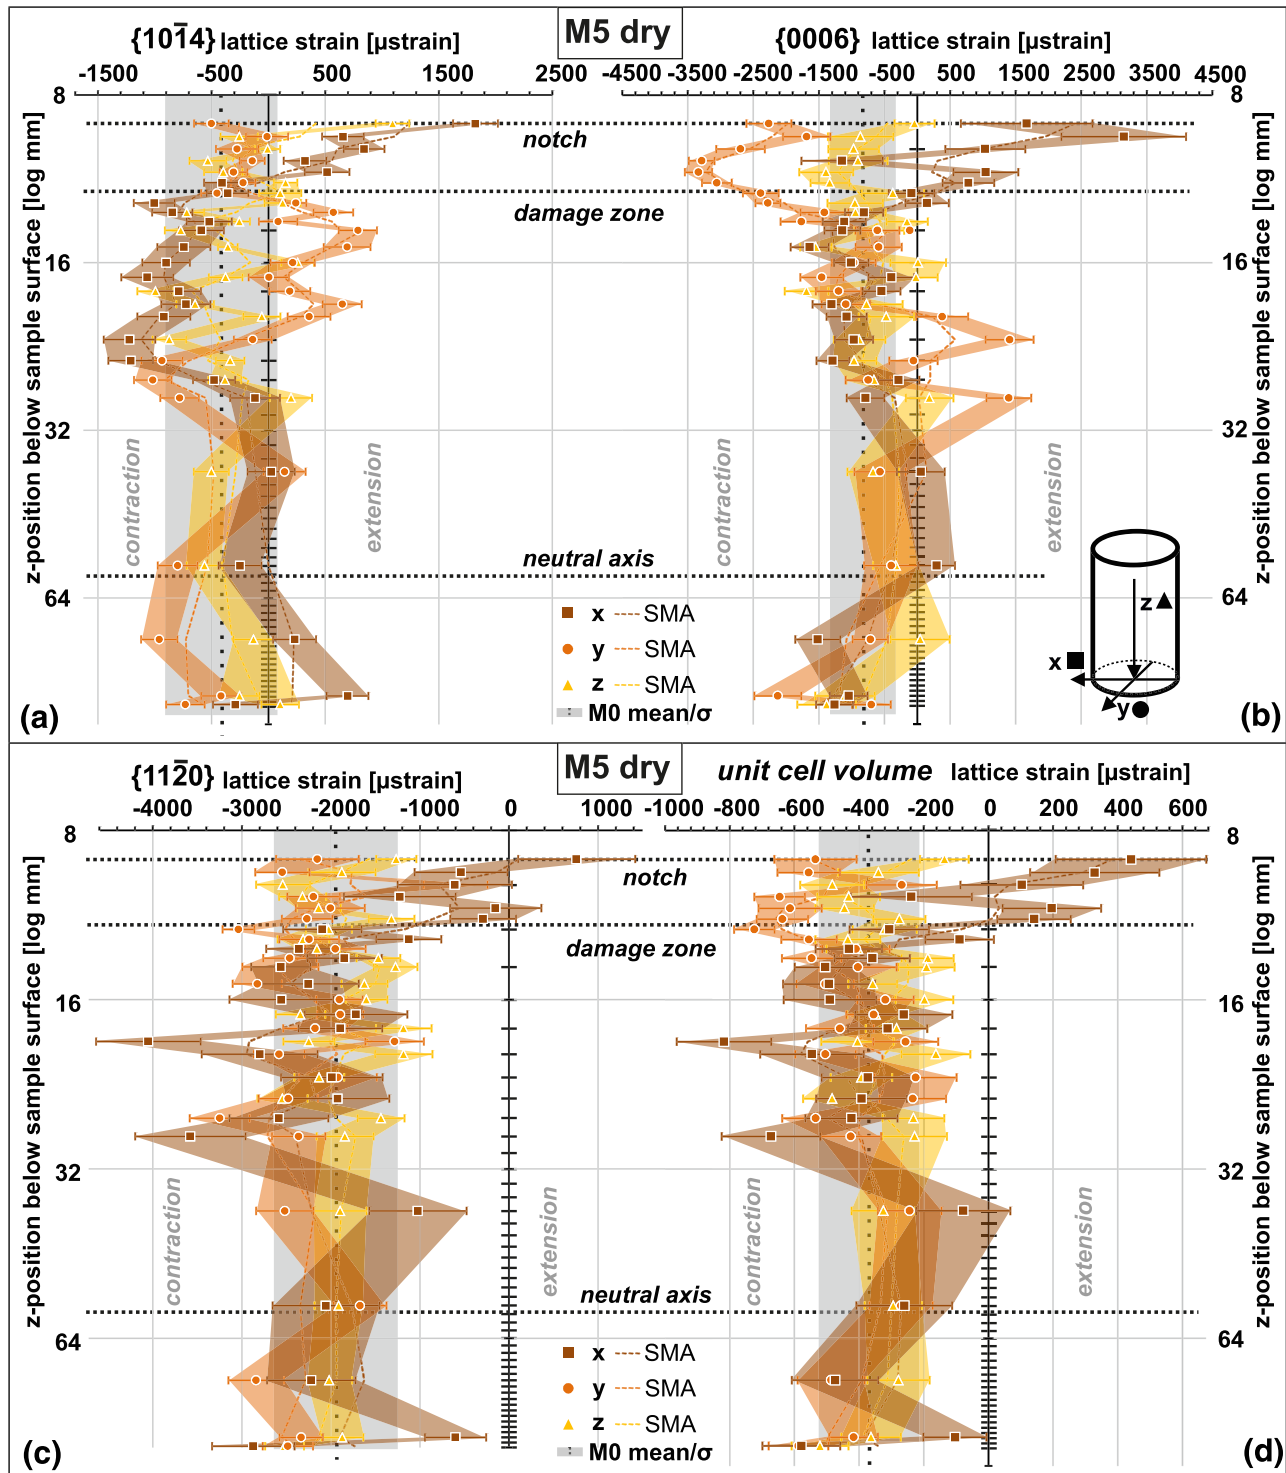 {101̄4} lattice strain [µstrain]
M5 dry
{0006} lattice strain [µstrain]
-1500 -500 500 1500 2500
-4500 -3500 -2500 -1500 -500 500 1500 2500 3500 4500
8
8
notch
damage zone
16
16
32
32
contraction
extension
contraction
extension
neutral axis
64
64
z-position below sample surface [log mm]
z-position below sample surface [log mm]
x SMA
y SMA
z SMA
M0 mean/σ
z
x
y
(a)
(b)
{112̄0} lattice strain [µstrain]
M5 dry
unit cell volume lattice strain [µstrain]
-4000 -3000 -2000 -1000 0 1000
-1000 -800 -600 -400 -200 0 200 400 600
8
8
notch
damage zone
16
16
32
32
contraction
extension
contraction
extension
neutral axis
64
64
z-position below sample surface [log mm]
z-position below sample surface [log mm]
x SMA
y SMA
z SMA
M0 mean/σ
(c)
(d)